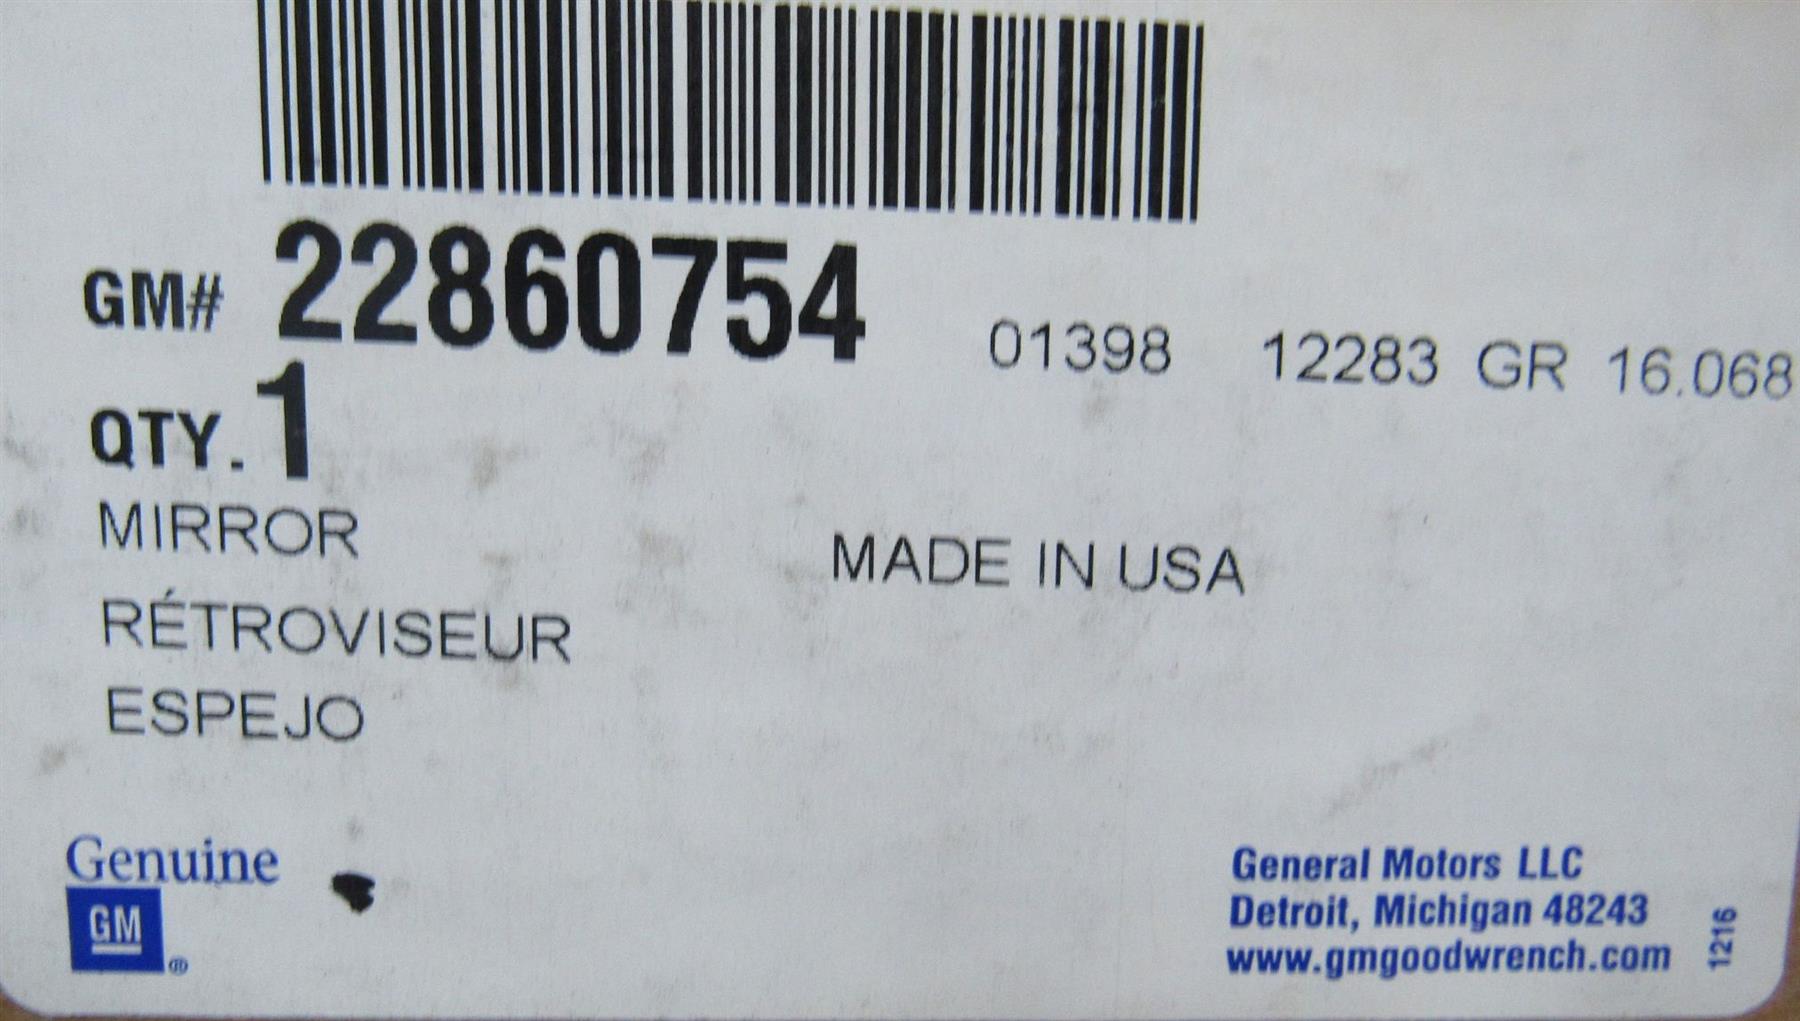 GM# 22860754 01398 12283 GR 16.068
QTY. 1
MIRROR
MADE IN USA
RÉTROVISEUR
ESPEJO
Genuine
GM
®
General Motors LLC
Detroit, Michigan 48243
www.gmgoodwrench.com
1216